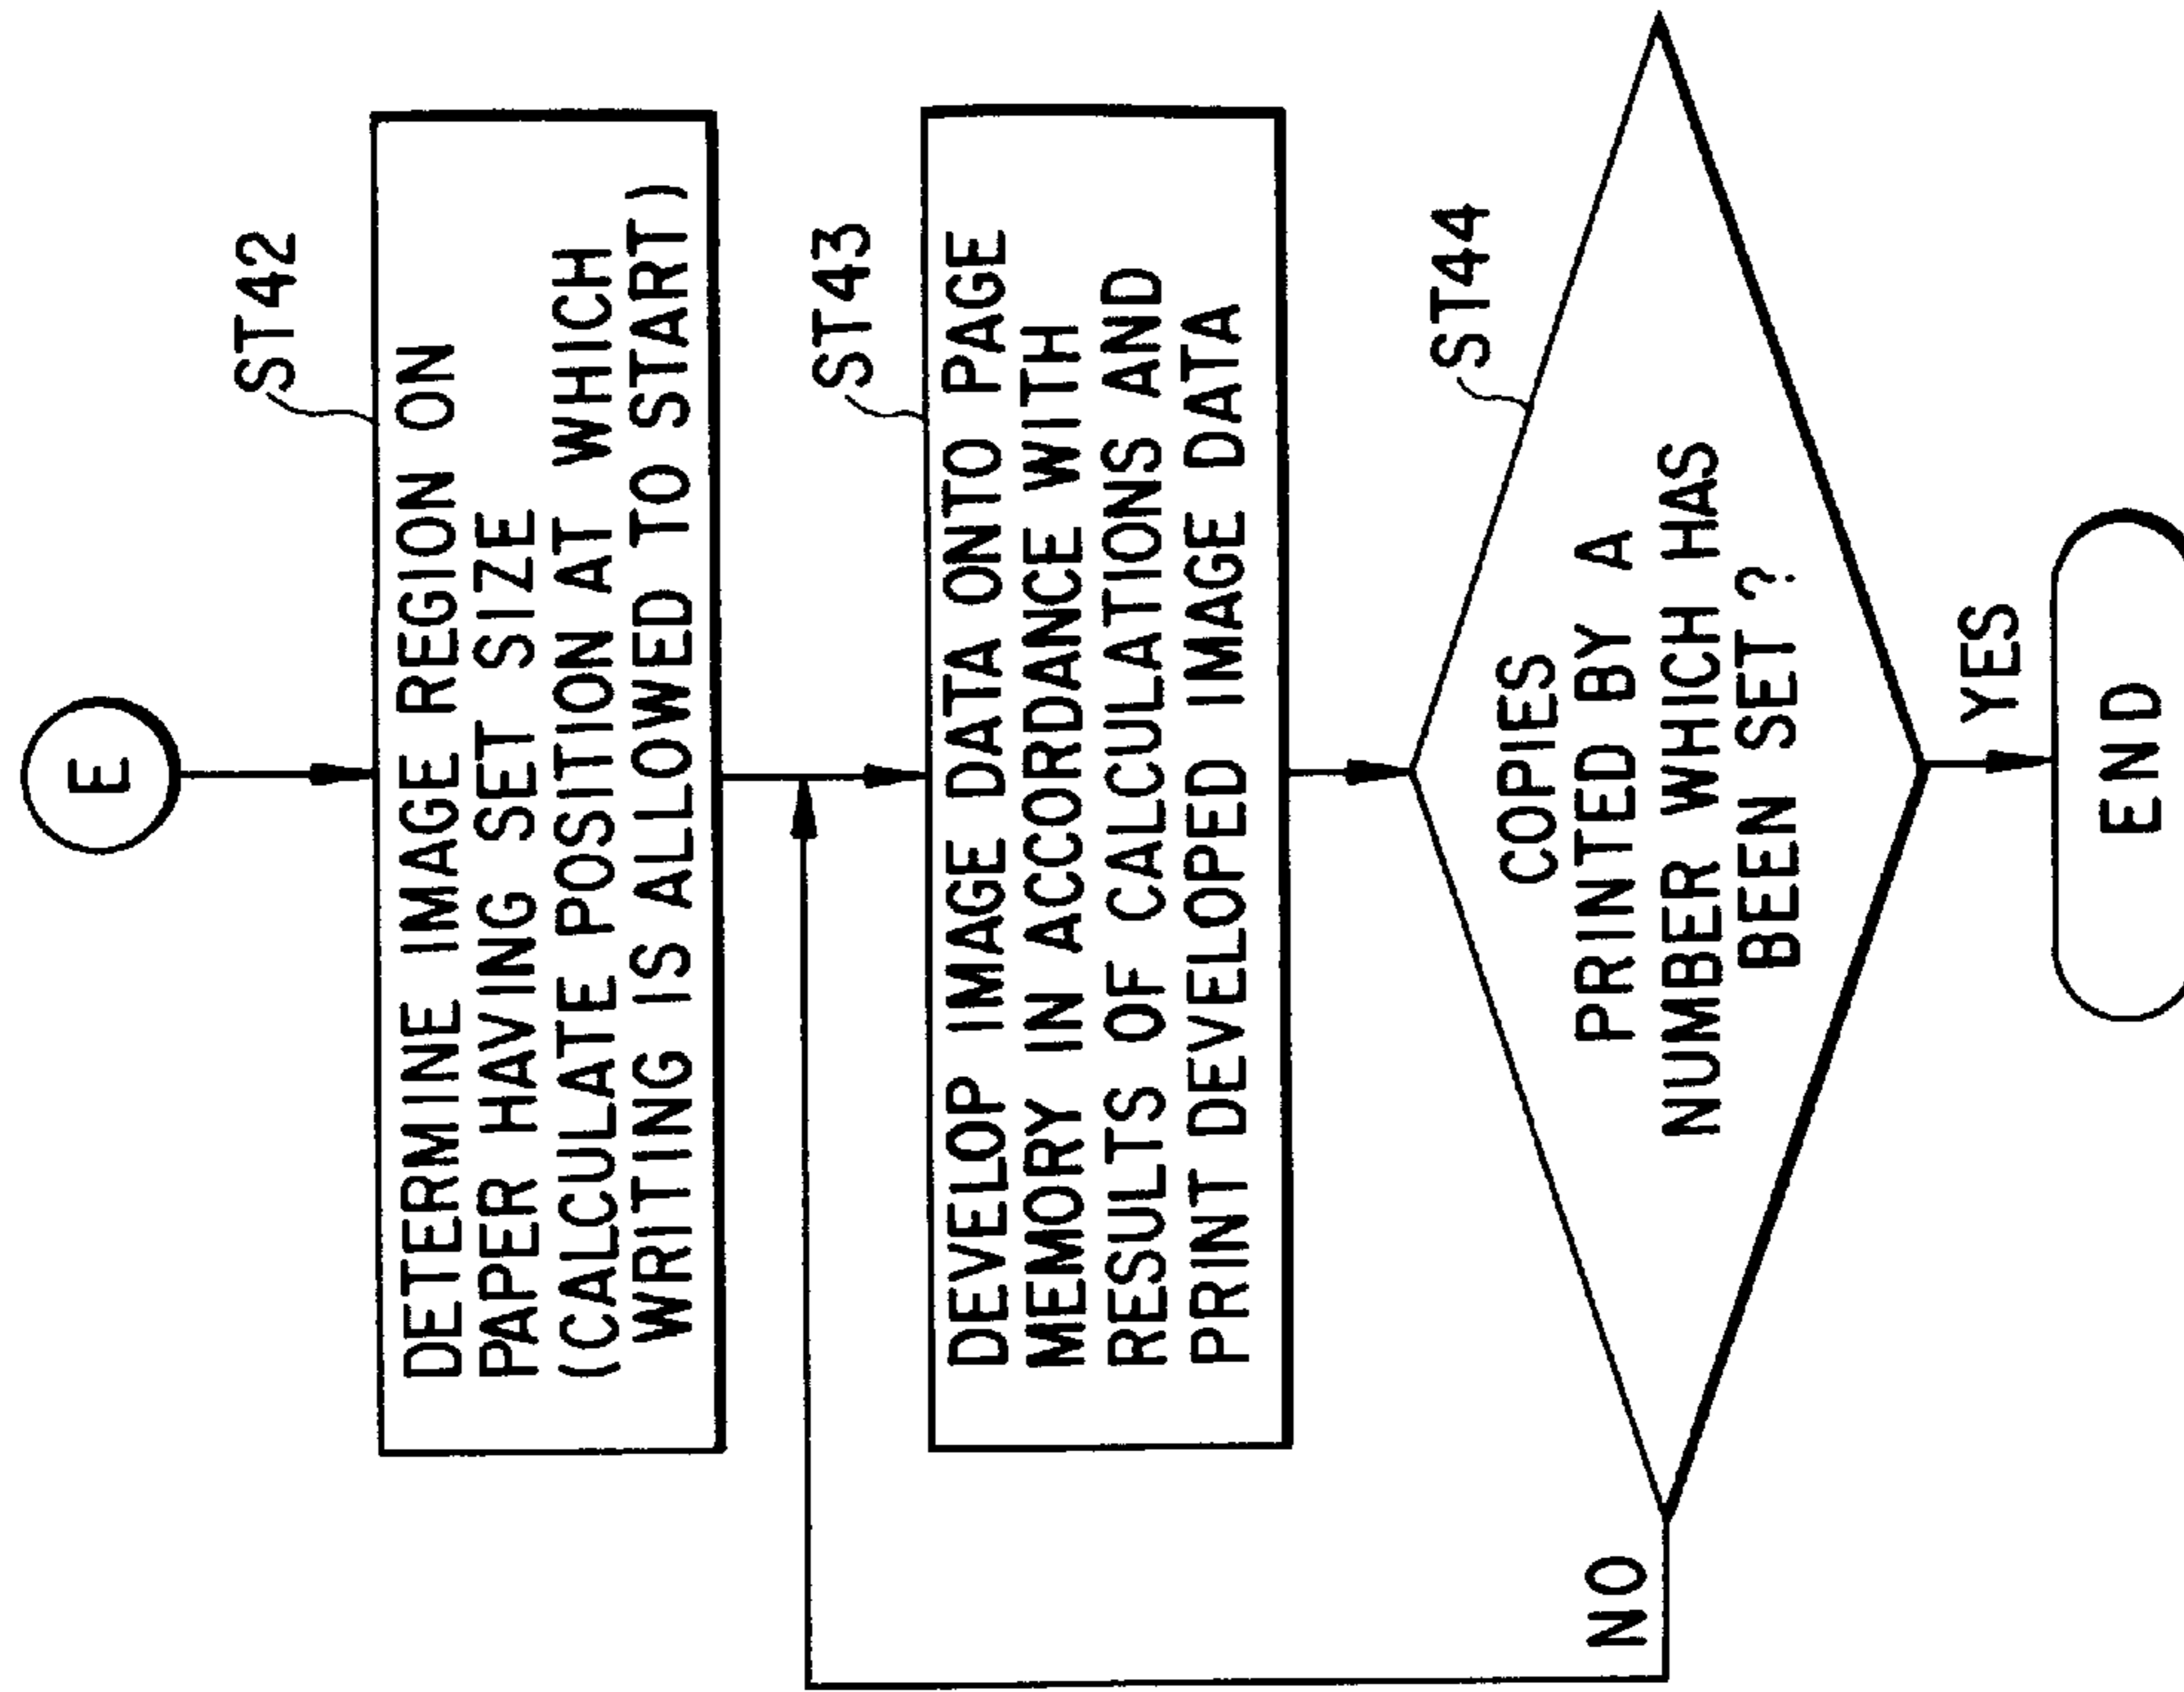 E
ST42
DETERMINE IMAGE REGION ON
PAPER HAVING SET SIZE
(CALCULATE POSITION AT WHICH
WRITING IS ALLOWED TO START)
ST43
DEVELOP IMAGE DATA ONTO PAGE
MEMORY IN ACCORDANCE WITH
RESULTS OF CALCULATIONS AND
PRINT DEVELOPED IMAGE DATA
ST44
COPIES
PRINTED BY A
NUMBER WHICH HAS
BEEN SET ?
NO
YES
END